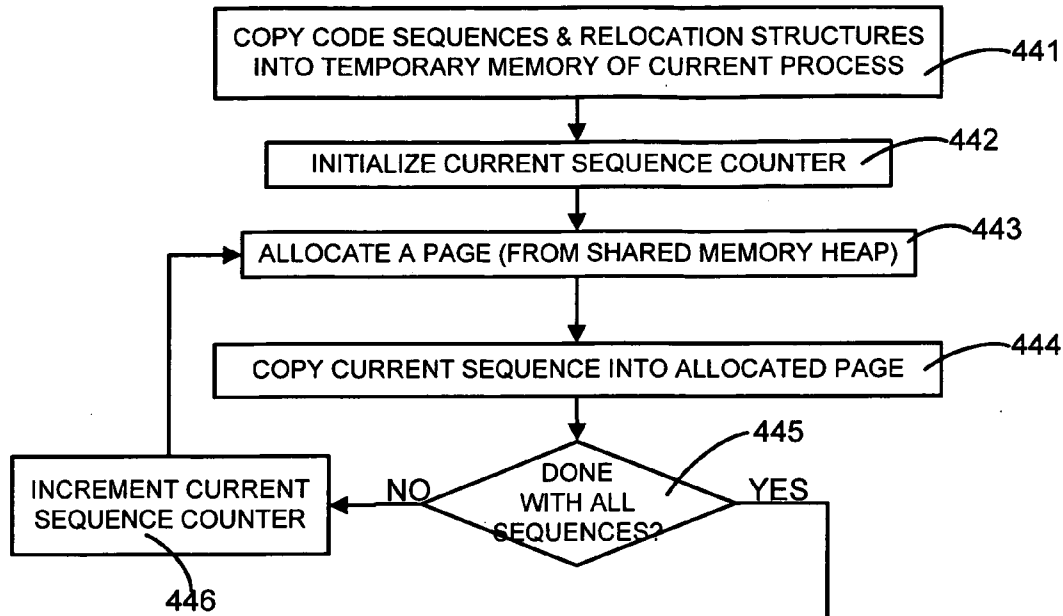 COPY CODE SEQUENCES & RELOCATION STRUCTURES
INTO TEMPORARY MEMORY OF CURRENT PROCESS
441
442
INITIALIZE CURRENT SEQUENCE COUNTER
443
ALLOCATE A PAGE (FROM SHARED MEMORY HEAP)
444
COPY CURRENT SEQUENCE INTO ALLOCATED PAGE
445
DONE
WITH ALL
SEQUENCES?
NO
YES
INCREMENT CURRENT
SEQUENCE COUNTER
446